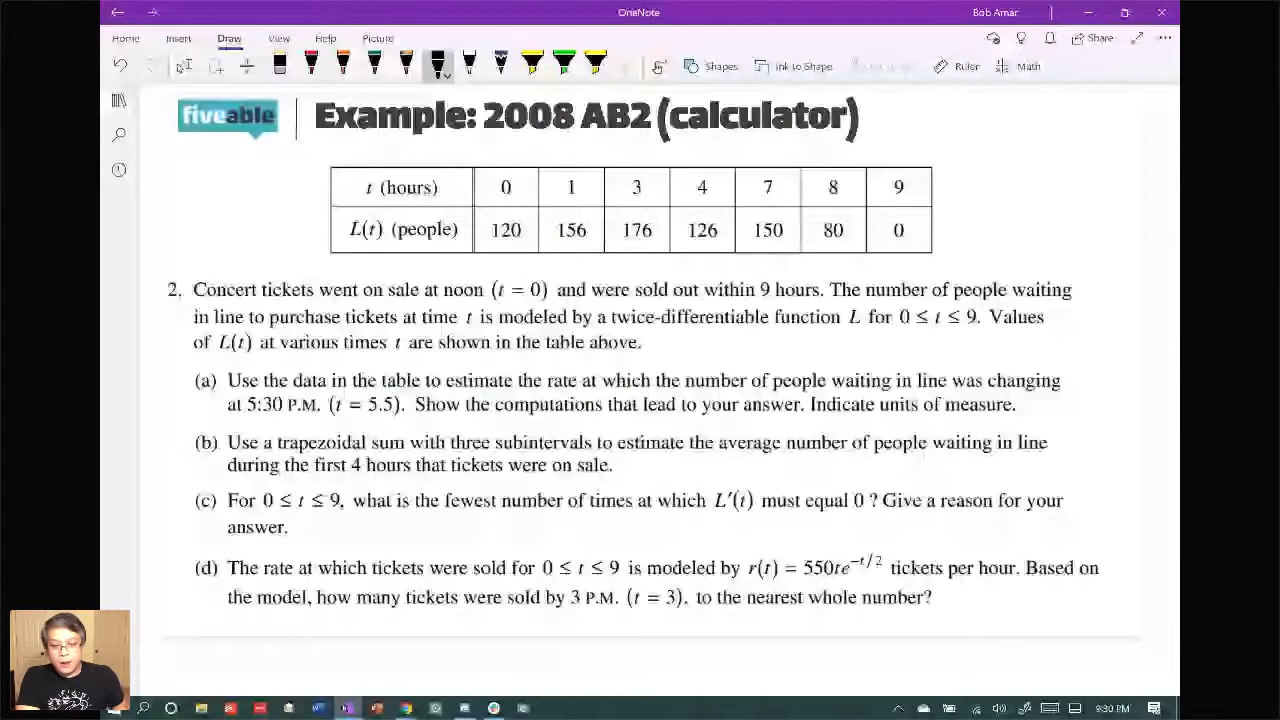 OneNote
Bob Amar
Home Insert Draw View Picture
Share
Shapes Ink to Shape Ruler Math
fiveable
Example: 2008 AB2 (calculator)
t (hours) 0 1 3 4 7 8 9
L(t) (people) 120 156 176 126 150 80 0
2. Concert tickets went on sale at noon (t = 0) and were sold out within 9 hours. The number of people waiting
in line to purchase tickets at time t is modeled by a twice-differentiable function L for 0 ≤ t ≤ 9. Values
of L(t) at various times t are shown in the table above.
(a) Use the data in the table to estimate the rate at which the number of people waiting in line was changing
at 5:30 P.M. (t = 5.5). Show the computations that lead to your answer. Indicate units of measure.
(b) Use a trapezoidal sum with three subintervals to estimate the average number of people waiting in line
during the first 4 hours that tickets were on sale.
(c) For 0 ≤ t ≤ 9, what is the fewest number of times at which L′(t) must equal 0 ? Give a reason for your
answer.
(d) The rate at which tickets were sold for 0 ≤ t ≤ 9 is modeled by r(t) = 550te^−t/2 tickets per hour. Based on
the model, how many tickets were sold by 3 P.M. (t = 3), to the nearest whole number?
9:30 PM